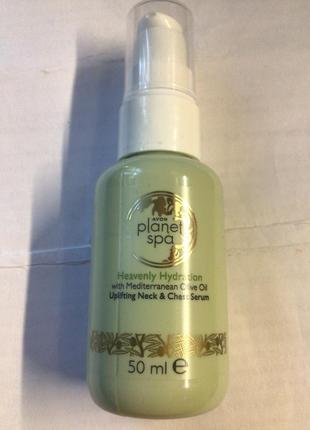 AVON
planet
spa
Heavenly Hydration
with Mediterranean Olive Oil
Uplifting Neck & Chest Serum
50 ml e